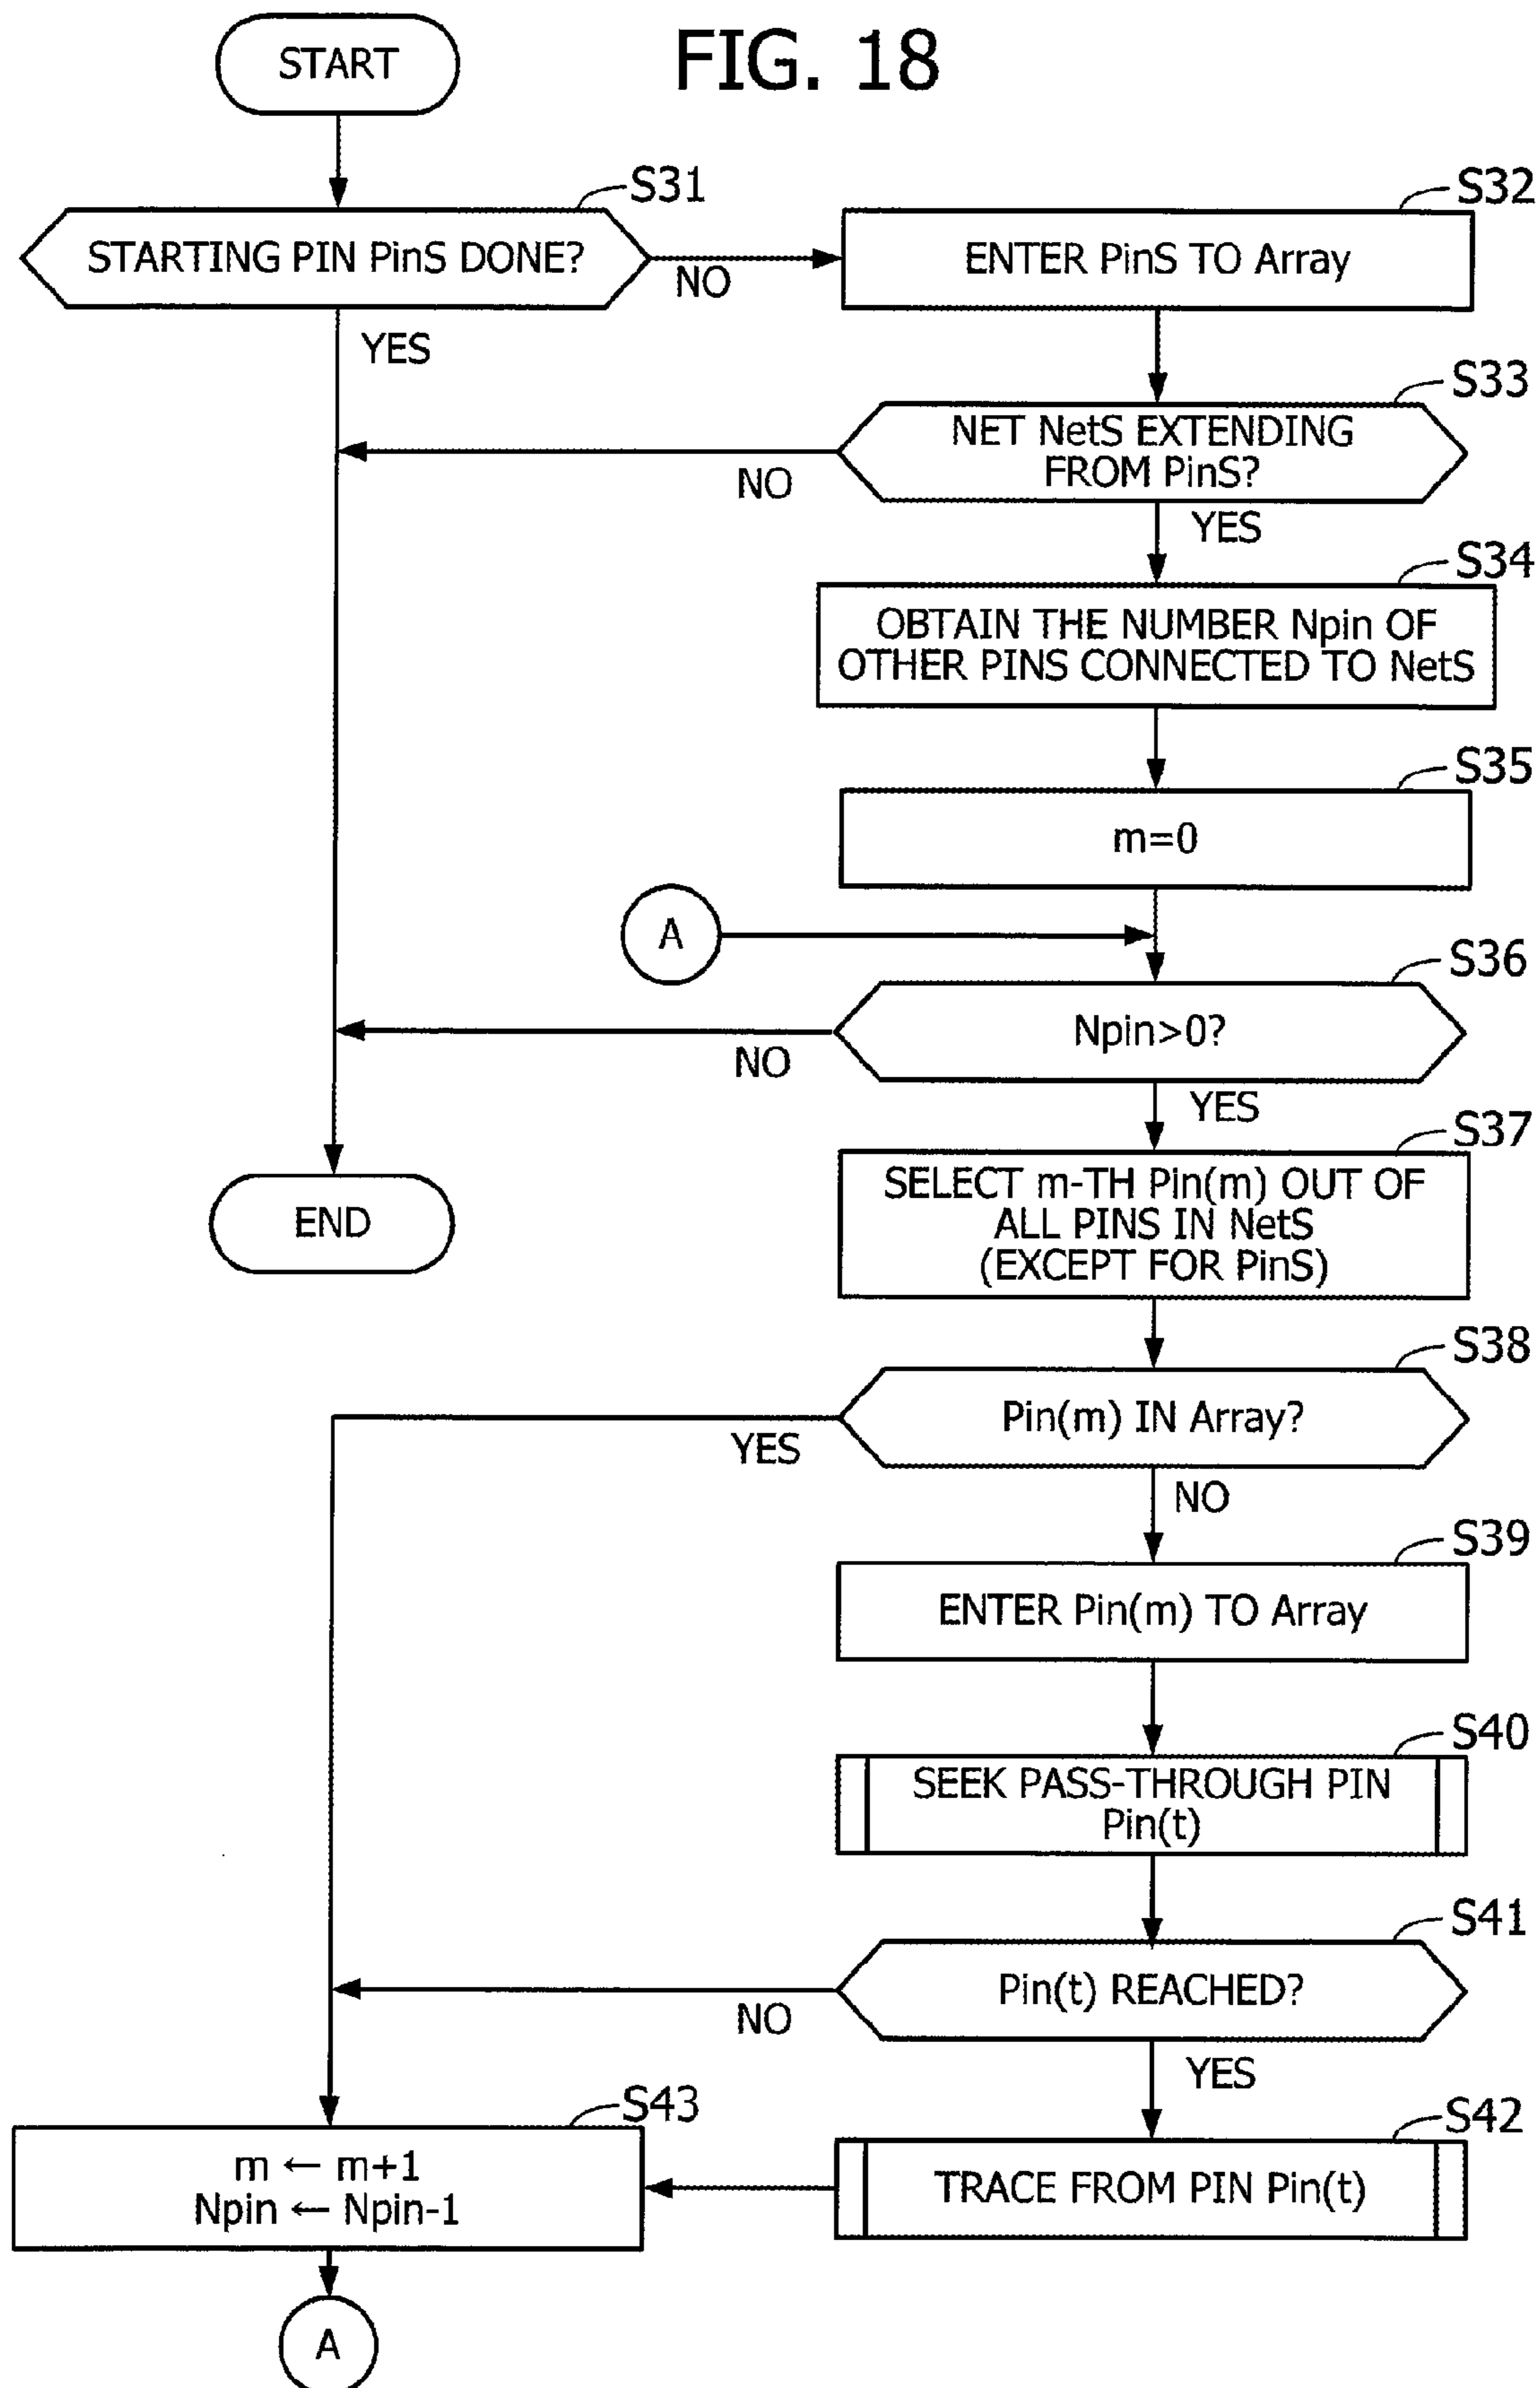 FIG. 18
START
S31
STARTING PIN PinS DONE?
NO
YES
S32
ENTER PinS TO Array
S33
NET NetS EXTENDING
FROM PinS?
NO
YES
S34
OBTAIN THE NUMBER Npin OF
OTHER PINS CONNECTED TO NetS
S35
m=0
A
S36
Npin>0?
NO
YES
END
S37
SELECT m-TH Pin(m) OUT OF
ALL PINS IN NetS
(EXCEPT FOR PinS)
S38
Pin(m) IN Array?
YES
NO
S39
ENTER Pin(m) TO Array
S40
SEEK PASS-THROUGH PIN
Pin(t)
S41
Pin(t) REACHED?
NO
YES
S42
TRACE FROM PIN Pin(t)
S43
m ← m+1
Npin ← Npin-1
A